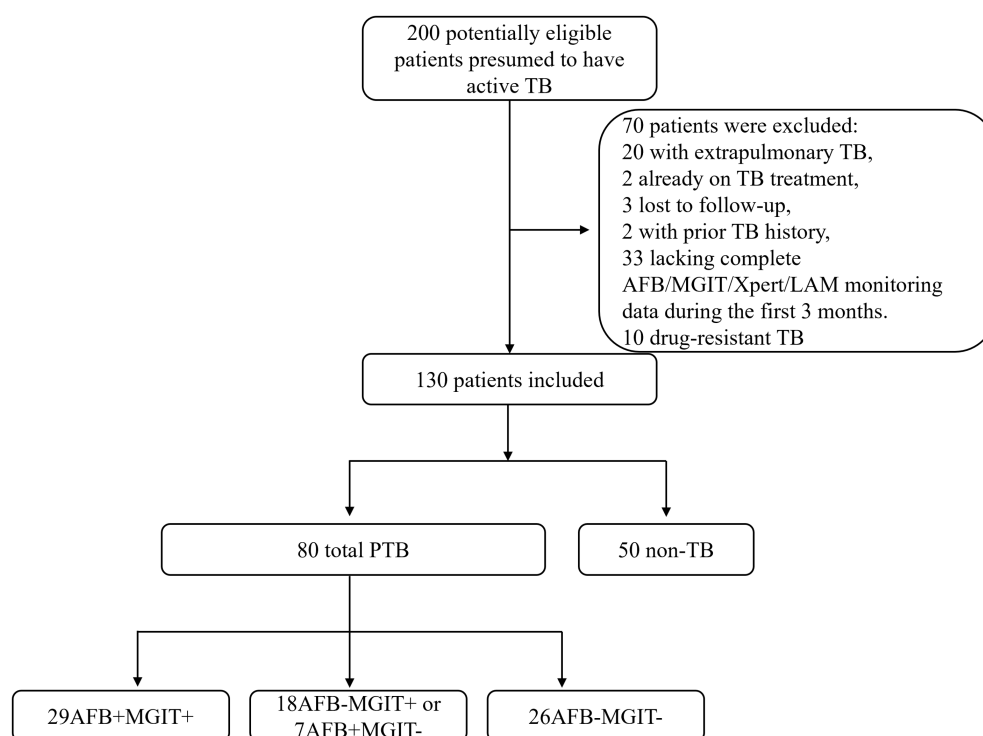 200 potentially eligible
patients presumed to have
active TB
70 patients were excluded:
20 with extrapulmonary TB,
2 already on TB treatment,
3 lost to follow-up,
2 with prior TB history,
33 lacking complete
AFB/MGIT/Xpert/LAM monitoring
data during the first 3 months.
10 drug-resistant TB
130 patients included
80 total PTB
50 non-TB
29AFB+MGIT+
18AFB-MGIT+ or
7AFB+MGIT-
26AFB-MGIT-